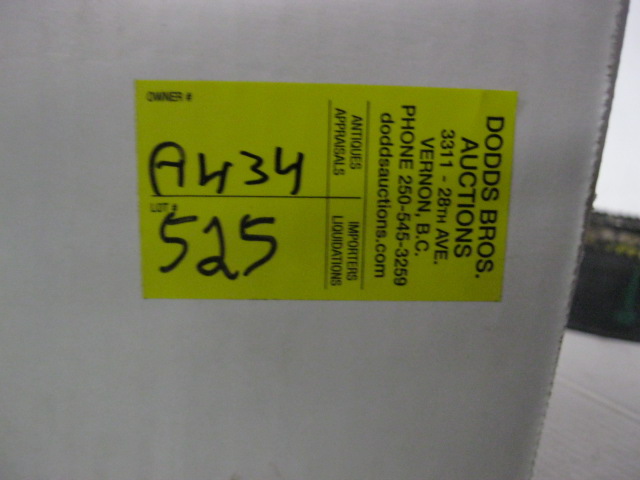 OWNER #
A434
LOT #
525
ANTIQUES
APPRAISALS
IMPORTERS
LIQUIDATIONS
DODDS BROS.
AUCTIONS
3311 - 28TH AVE.
VERNON, B.C.
PHONE 250-545-3259
doddsauctions.com